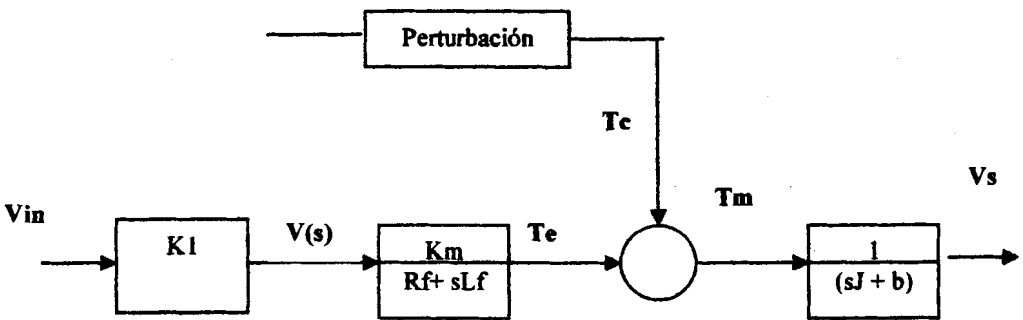 Perturbación
Tc
Vin
K1
V(s)
Km
Rf+ sLf
Te
Tm
1
(sJ + b)
Vs